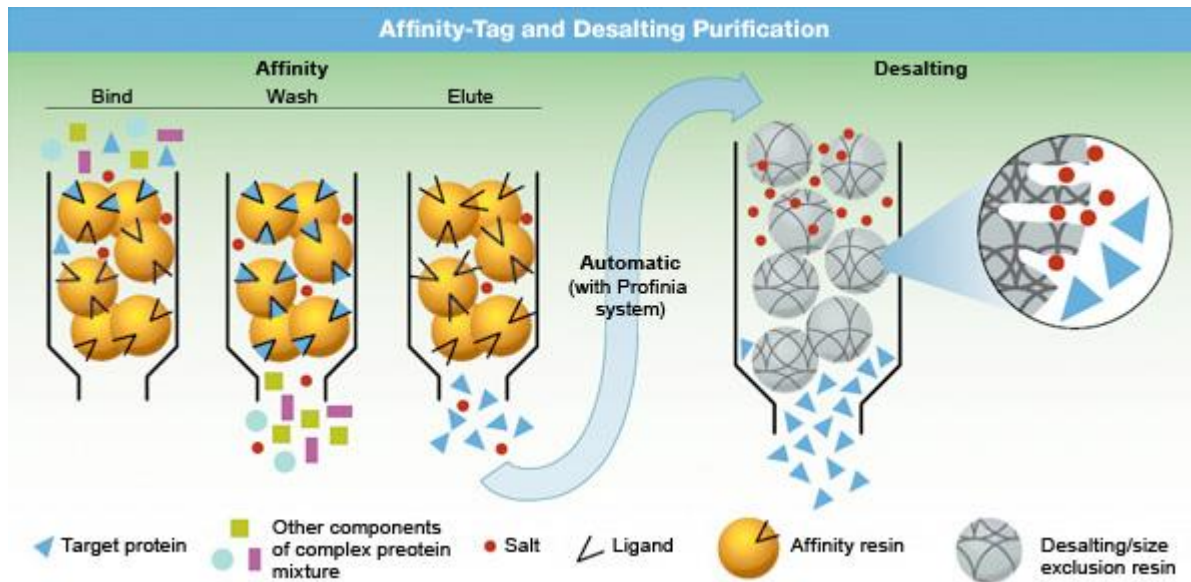 Affinity-Tag and Desalting Purification
Affinity
Desalting
Bind
Wash
Elute
Automatic
(with Profinia
system)
Target protein
Other components
of complex preotein
mixture
Salt
Ligand
Affinity resin
Desalting/size
exclusion resin